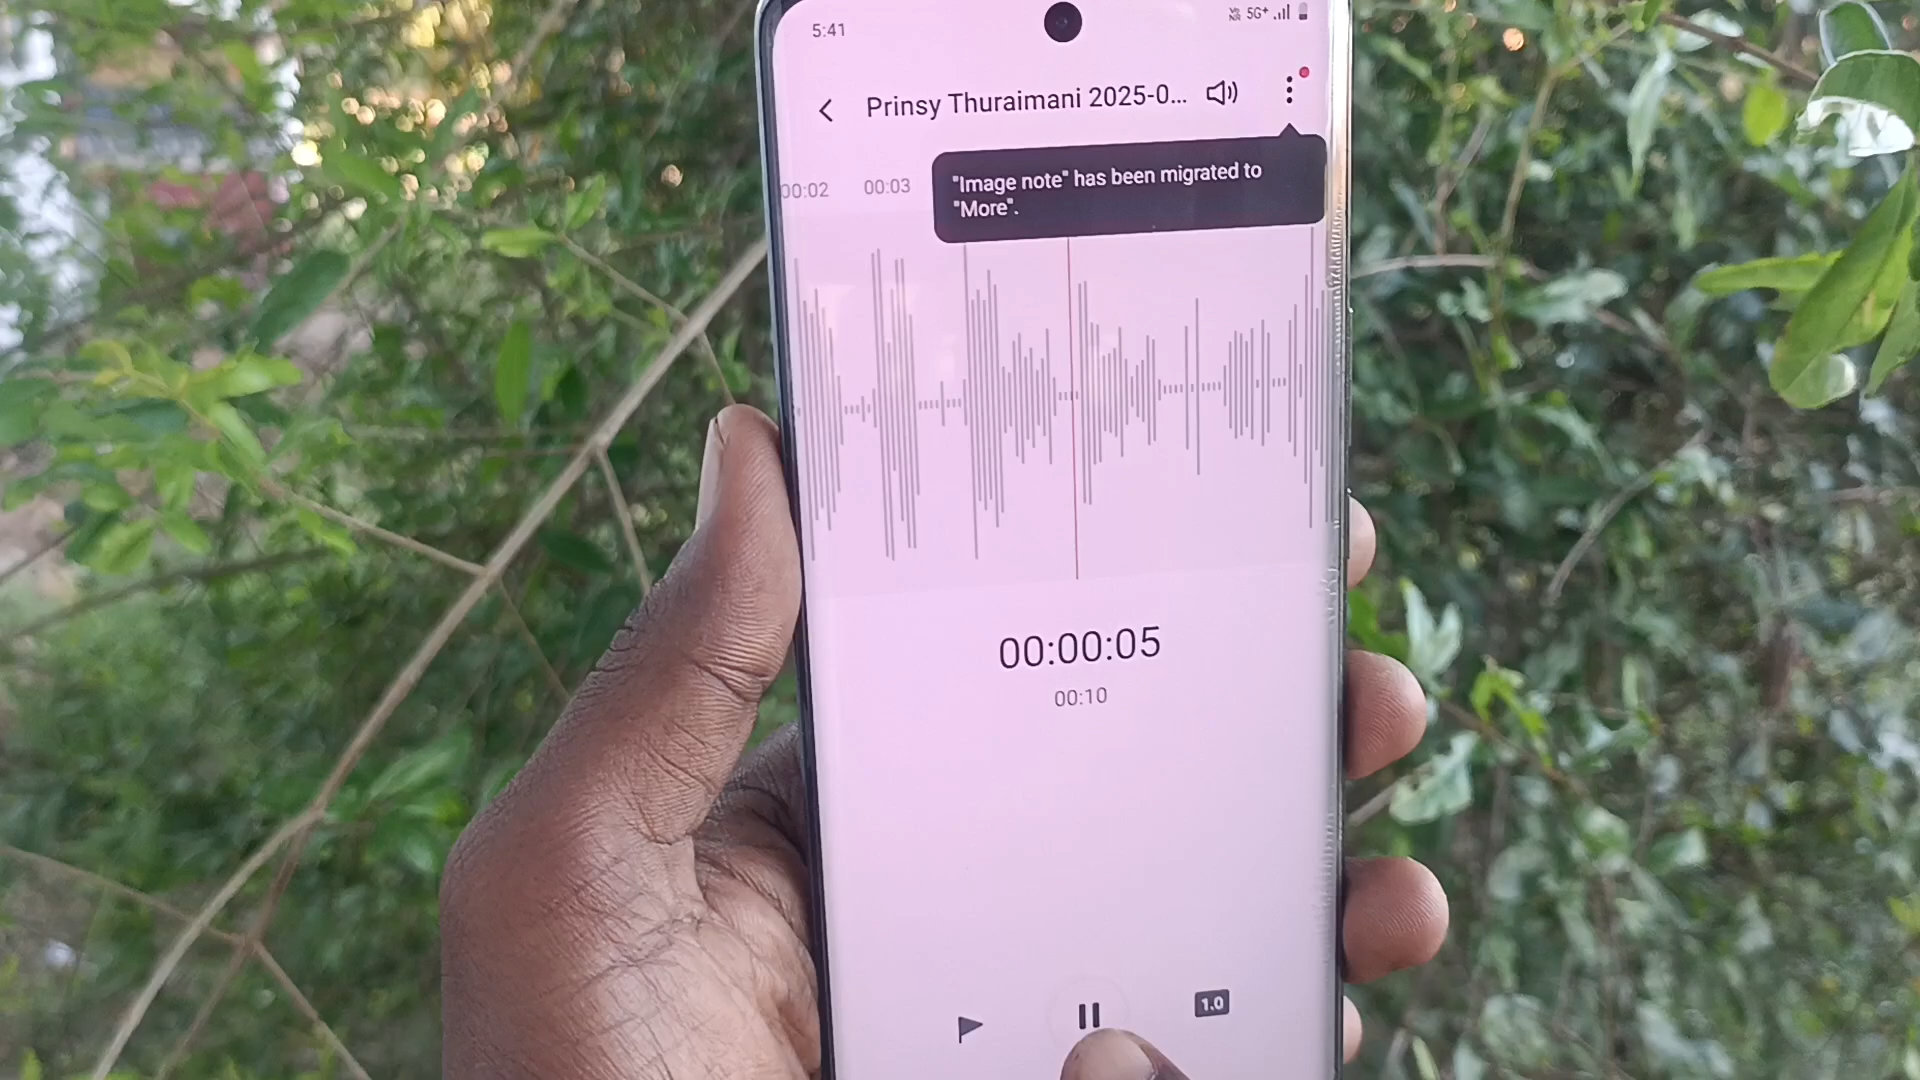 5:41
5G+
Prinsy Thuraimani 2025-0...
00:02 00:03
"Image note" has been migrated to
"More".
00:00:05
00:10
1.0